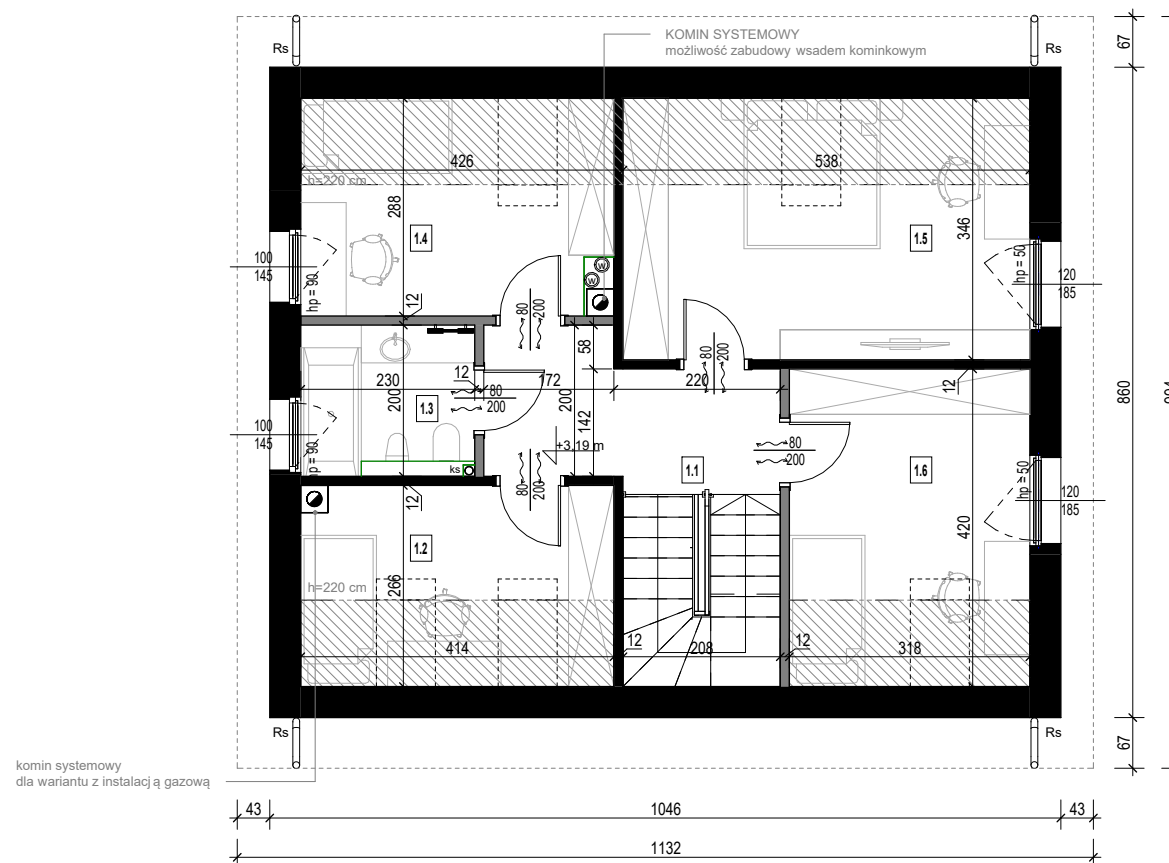 KOMIN SYSTEMOWY
możliwość zabudowy wsadem kominkowym
Rs
Rs
67
426
538
h=220 cm
288
1.4
1.5
346
100
145
hp = 90
hp = 50
120
185
W
W
12
80
200
58
80
200
860
230
12
172
220
12
200
1.3
80
200
200
142
100
145
hp = 90
+3,19 m
80
200
ks
80
200
1.1
1.6
hp = 50
120
185
12
1.2
420
h=220 cm
266
414
12
208
12
318
Rs
Rs
67
komin systemowy
dla wariantu z instalacj ą gazową
43
1046
43
1132